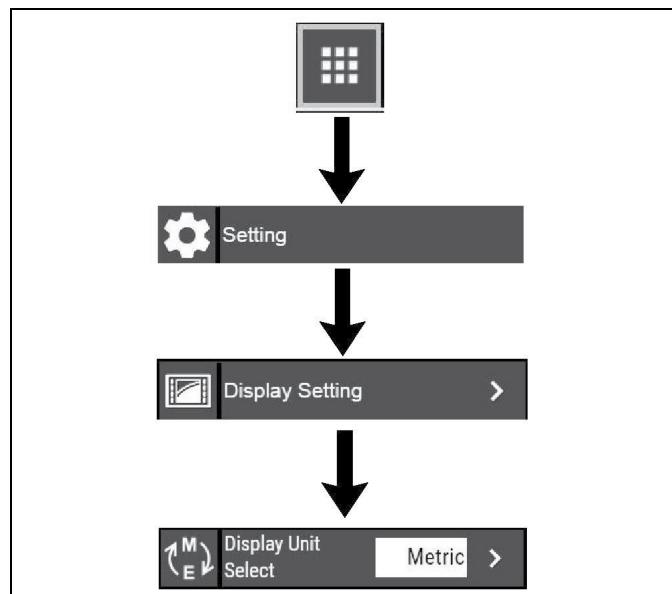 Setting
Display Setting
M
E
Display Unit
Select
Metric